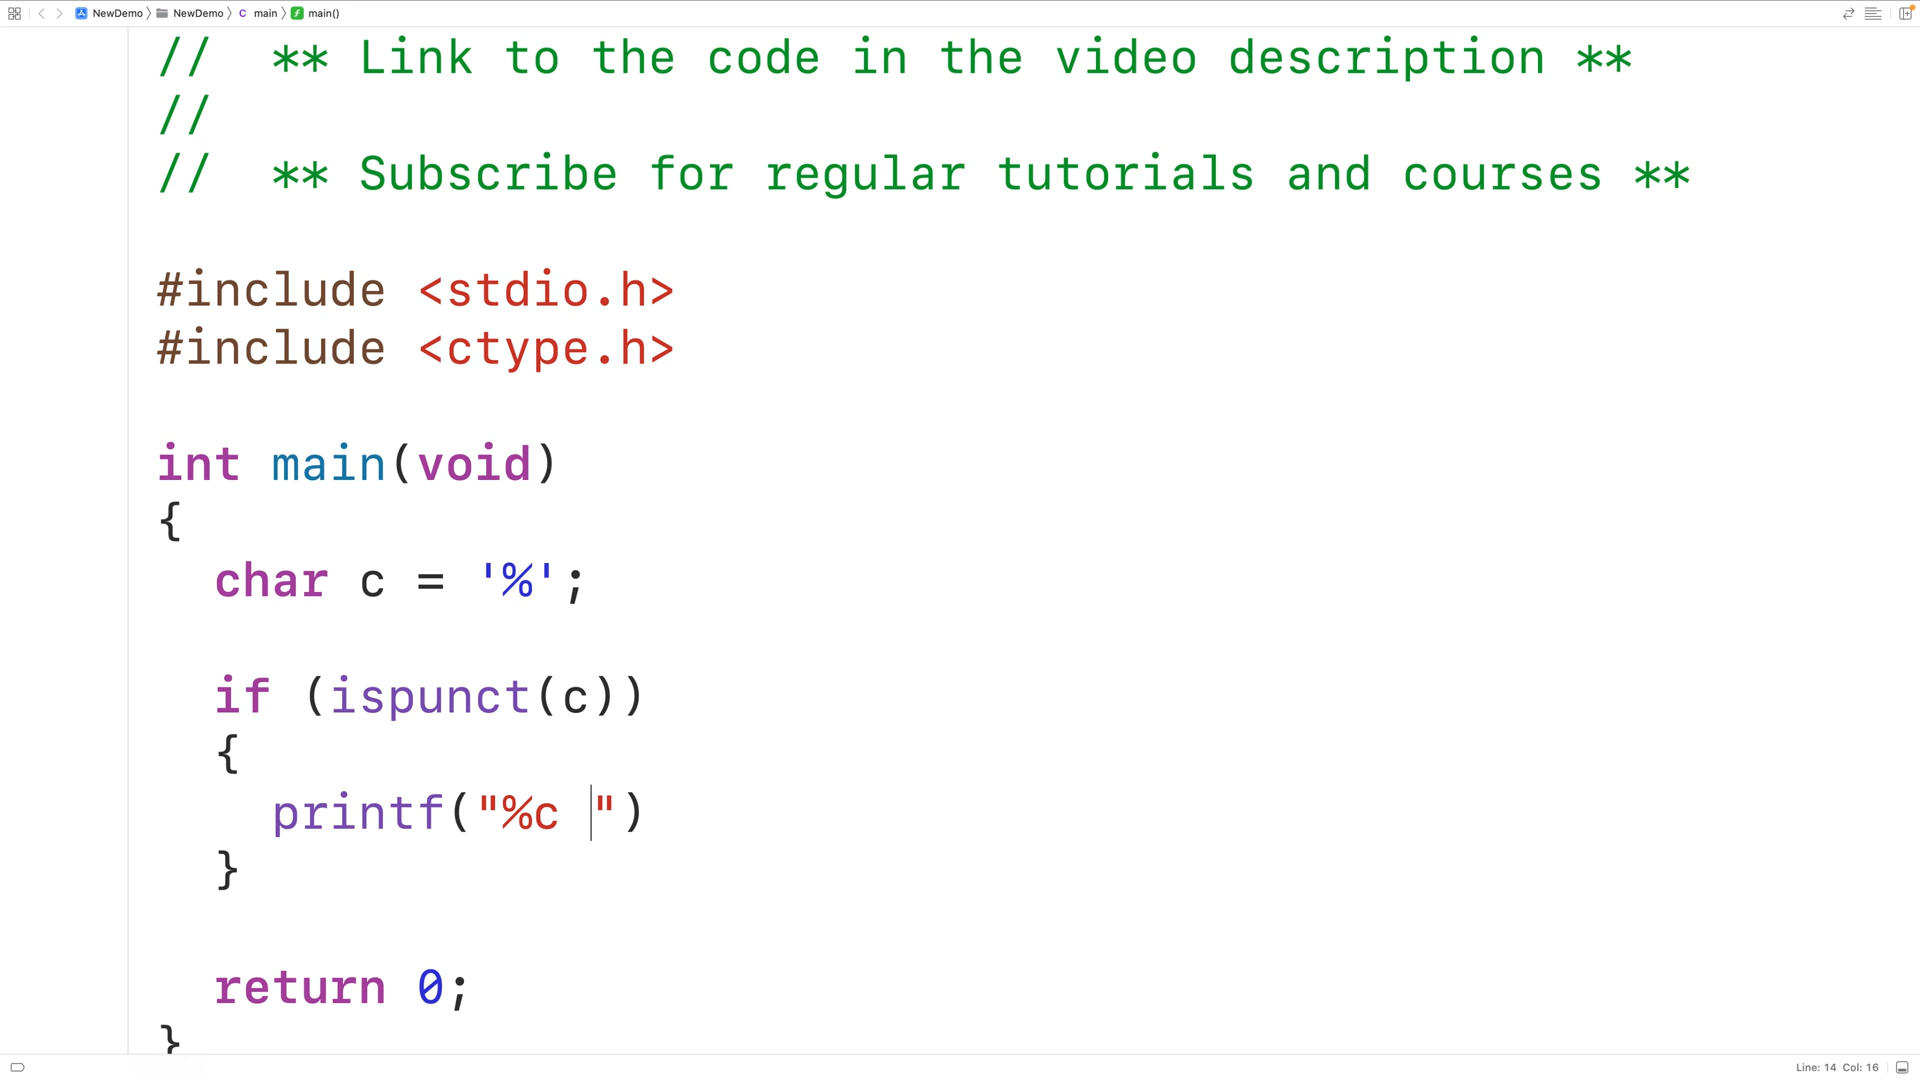 NewDemo 〉 NewDemo 〉 C main 〉 f main()
// ** Link to the code in the video description **
//
// ** Subscribe for regular tutorials and courses **
#include <stdio.h>
#include <ctype.h>
int main(void)
{
char c = '%';
if (ispunct(c))
{
printf("%c ")
}
return 0;
}
Line: 14 Col: 16